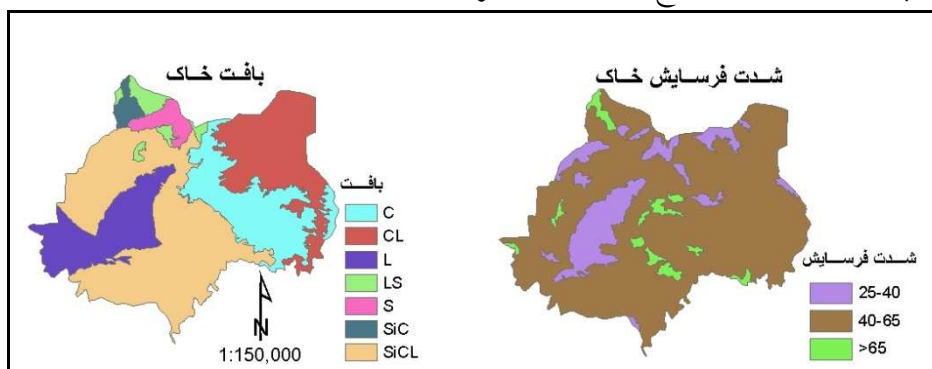 بافت خاک
بافت
C
CL
L
LS
S
SiC
SiCL
N
1:150,000
شدت فرسایش خاک
شدت فرسایش
25-40
40-65
>65